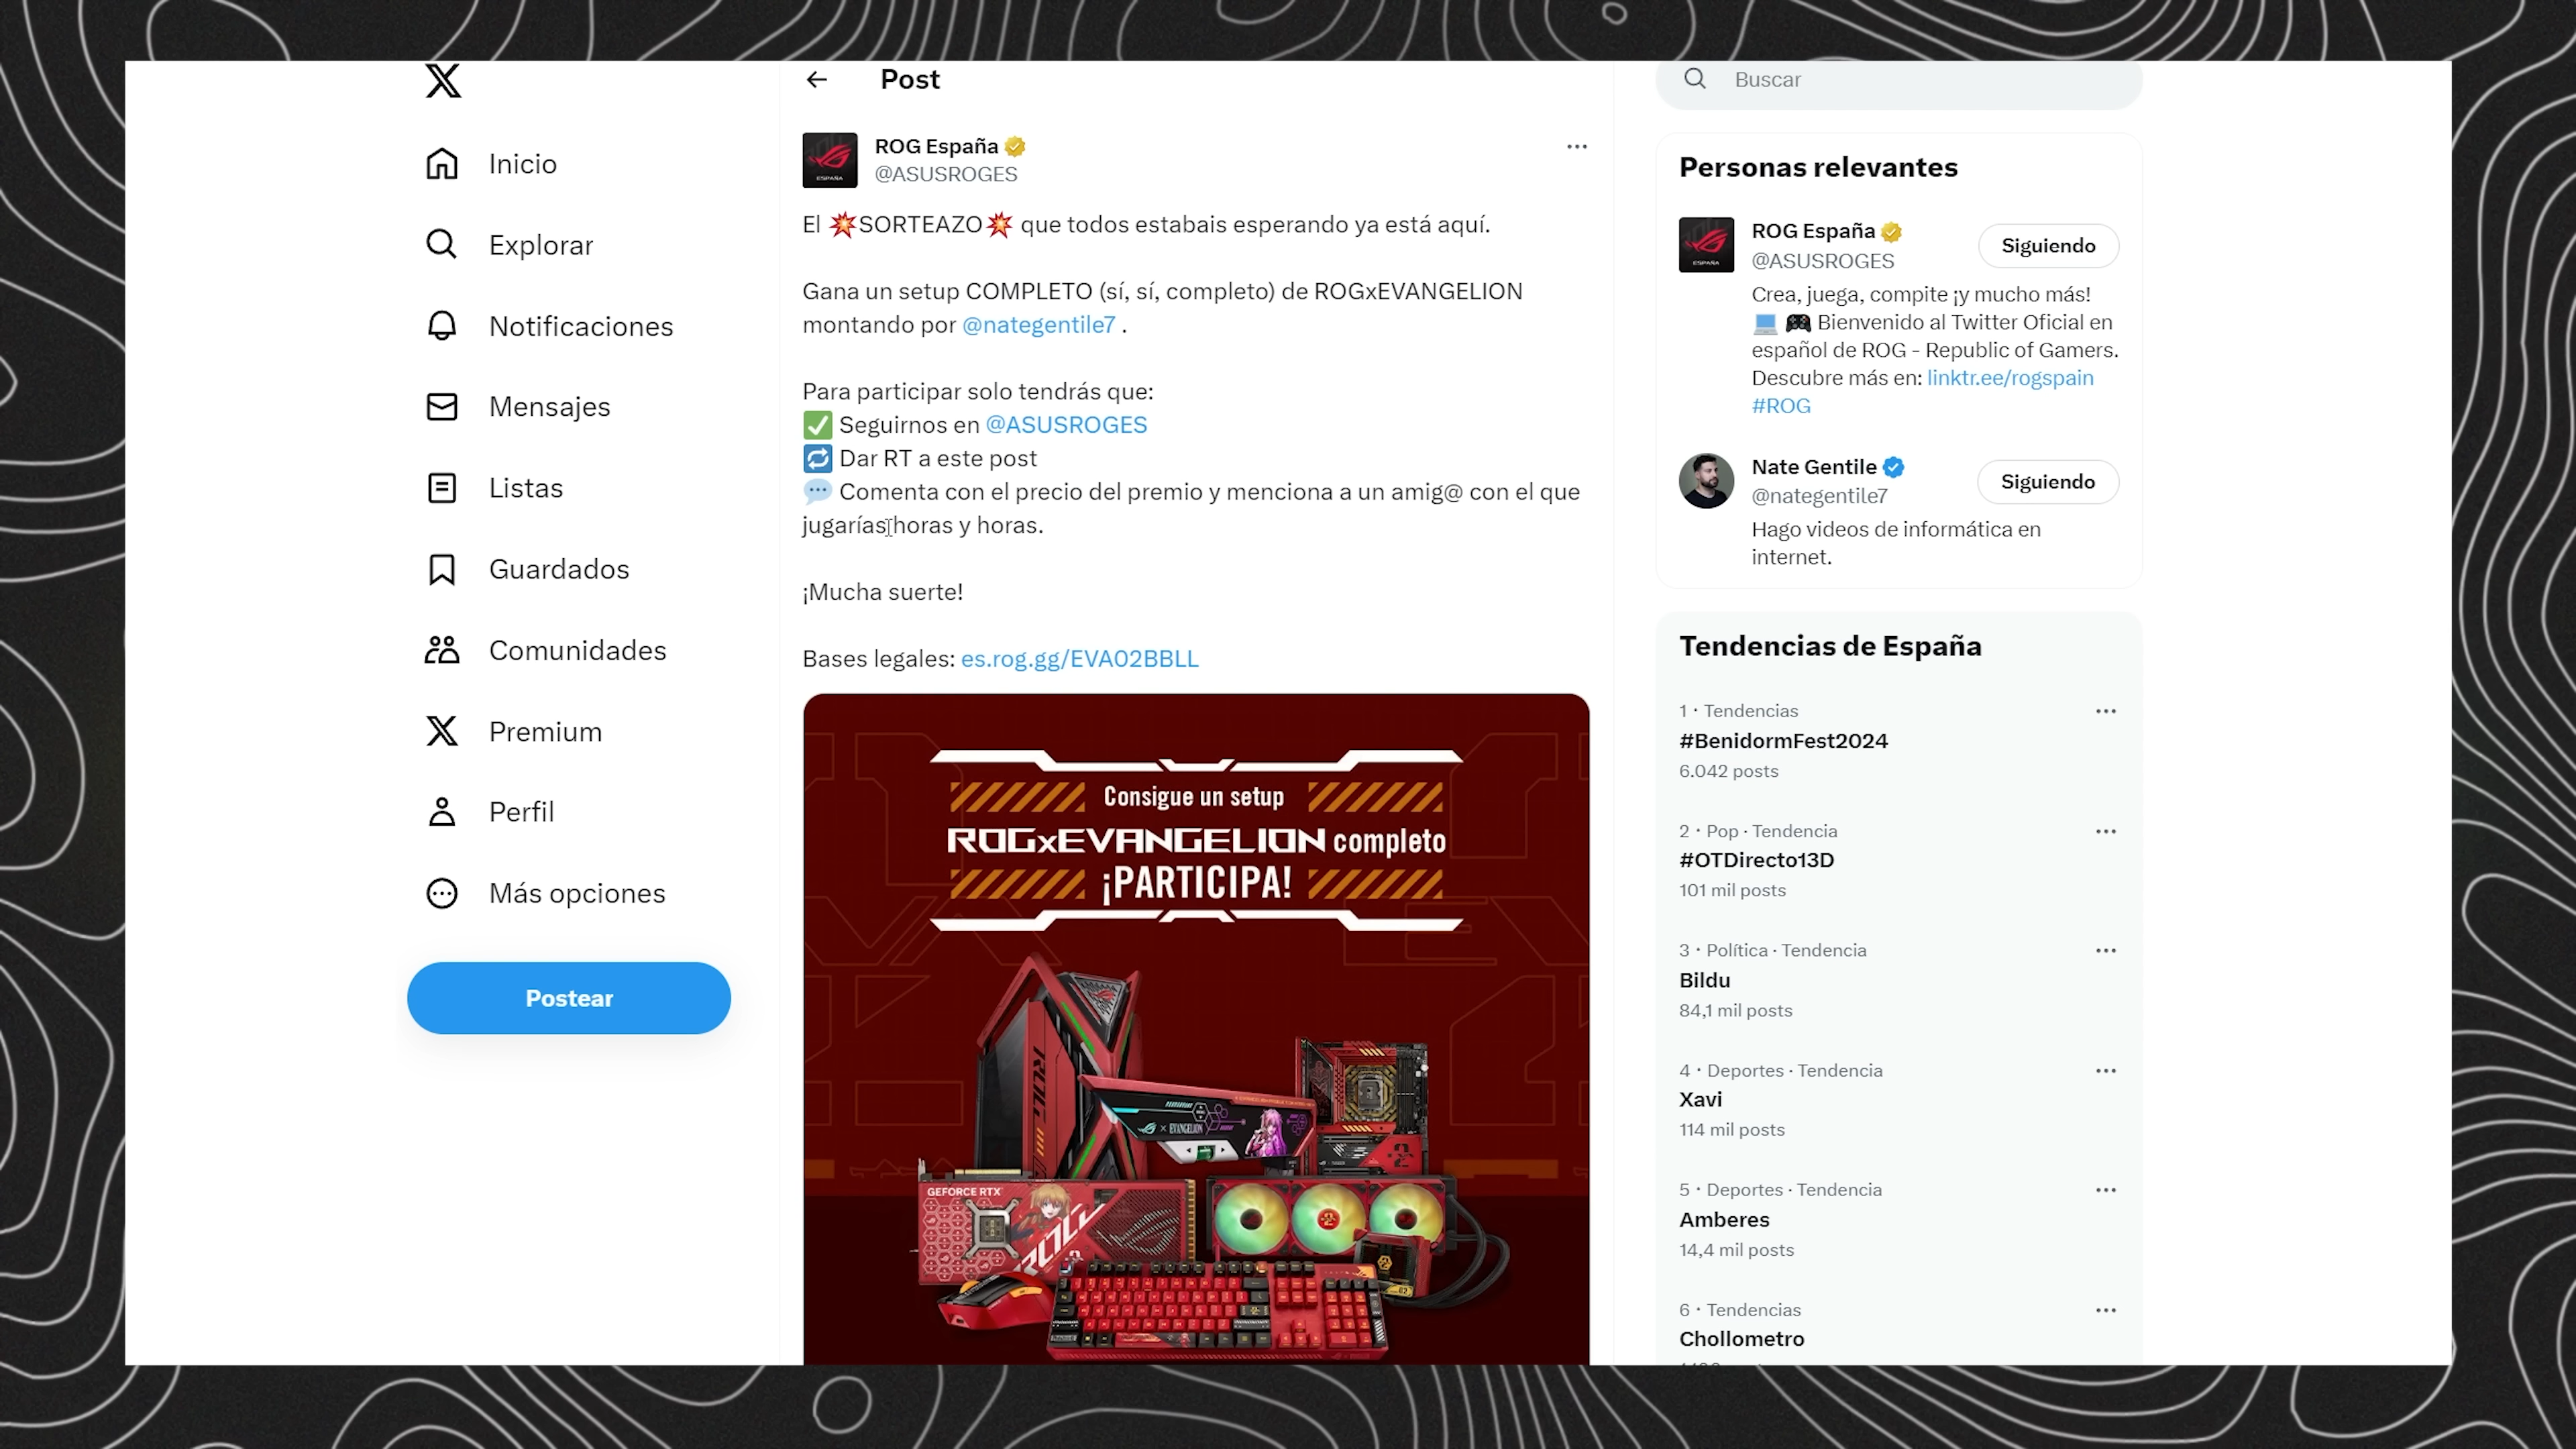 Post
Buscar
Inicio
Explorar
Notificaciones
Mensajes
Listas
Guardados
Comunidades
Premium
Perfil
Más opciones
Postear
ROG España
@ASUSROGES
El 💥SORTEAZO💥 que todos estabais esperando ya está aquí.
Gana un setup COMPLETO (sí, sí, completo) de ROGxEVANGELION
montando por @nategentile7 .
Para participar solo tendrás que:
✅ Seguirnos en @ASUSROGES
🔁 Dar RT a este post
💬 Comenta con el precio del premio y menciona a un amig@ con el que
jugarías horas y horas.
¡Mucha suerte!
Bases legales: es.rog.gg/EVA02BBLL
Consigue un setup
ROGxEVANGELION completo
¡PARTICIPA!
ROG
EVANGELION
GEFORCE RTX
Personas relevantes
ROG España
@ASUSROGES
Siguiendo
Crea, juega, compite ¡y mucho más!
💻 🎮 Bienvenido al Twitter Oficial en
español de ROG - Republic of Gamers.
Descubre más en: linktr.ee/rogspain
#ROG
Nate Gentile
@nategentile7
Siguiendo
Hago videos de informática en
internet.
Tendencias de España
1 · Tendencias
#BenidormFest2024
6.042 posts
2 · Pop · Tendencia
#OTDirecto13D
101 mil posts
3 · Política · Tendencia
Bildu
84,1 mil posts
4 · Deportes · Tendencia
Xavi
114 mil posts
5 · Deportes · Tendencia
Amberes
14,4 mil posts
6 · Tendencias
Chollometro